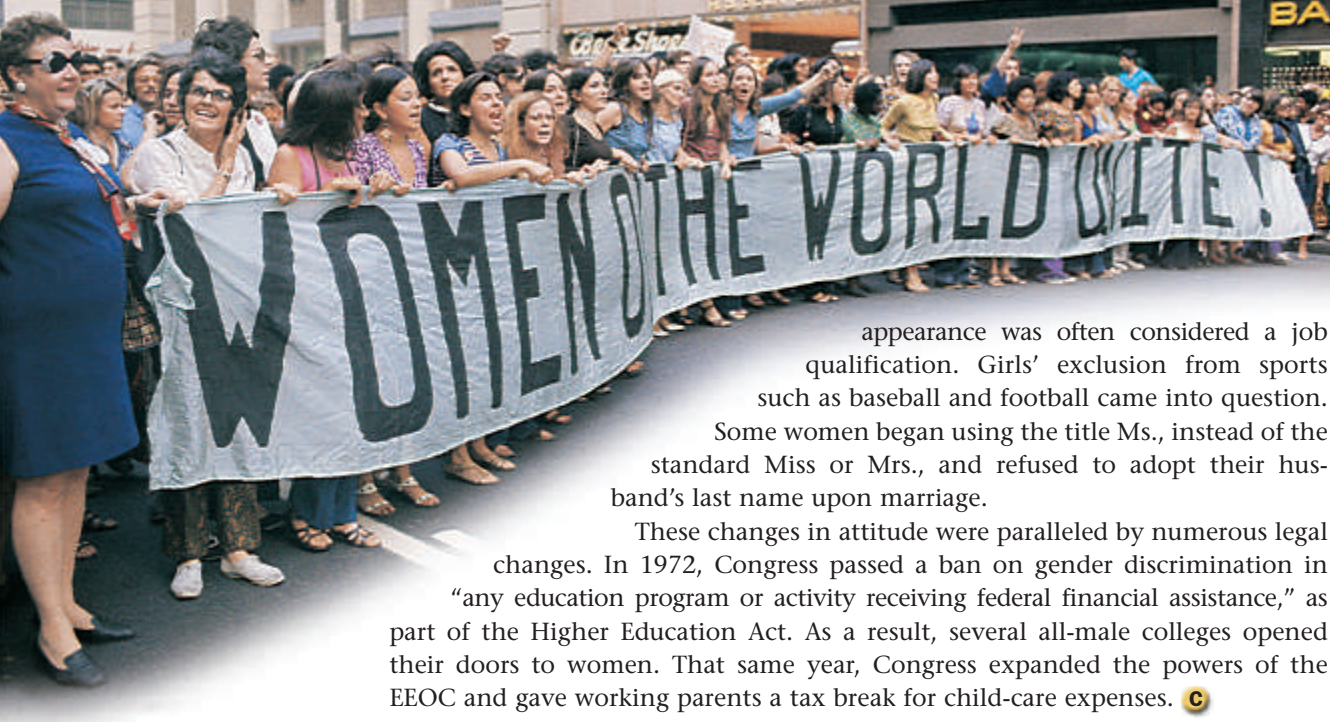 BA
WOMEN O THE WORLD UNITE!
appearance was often considered a job
qualification. Girls’ exclusion from sports
such as baseball and football came into question.
Some women began using the title Ms., instead of the
standard Miss or Mrs., and refused to adopt their hus-
band’s last name upon marriage.
These changes in attitude were paralleled by numerous legal
changes. In 1972, Congress passed a ban on gender discrimination in
“any education program or activity receiving federal financial assistance,” as
part of the Higher Education Act. As a result, several all-male colleges opened
their doors to women. That same year, Congress expanded the powers of the
EEOC and gave working parents a tax break for child-care expenses. C